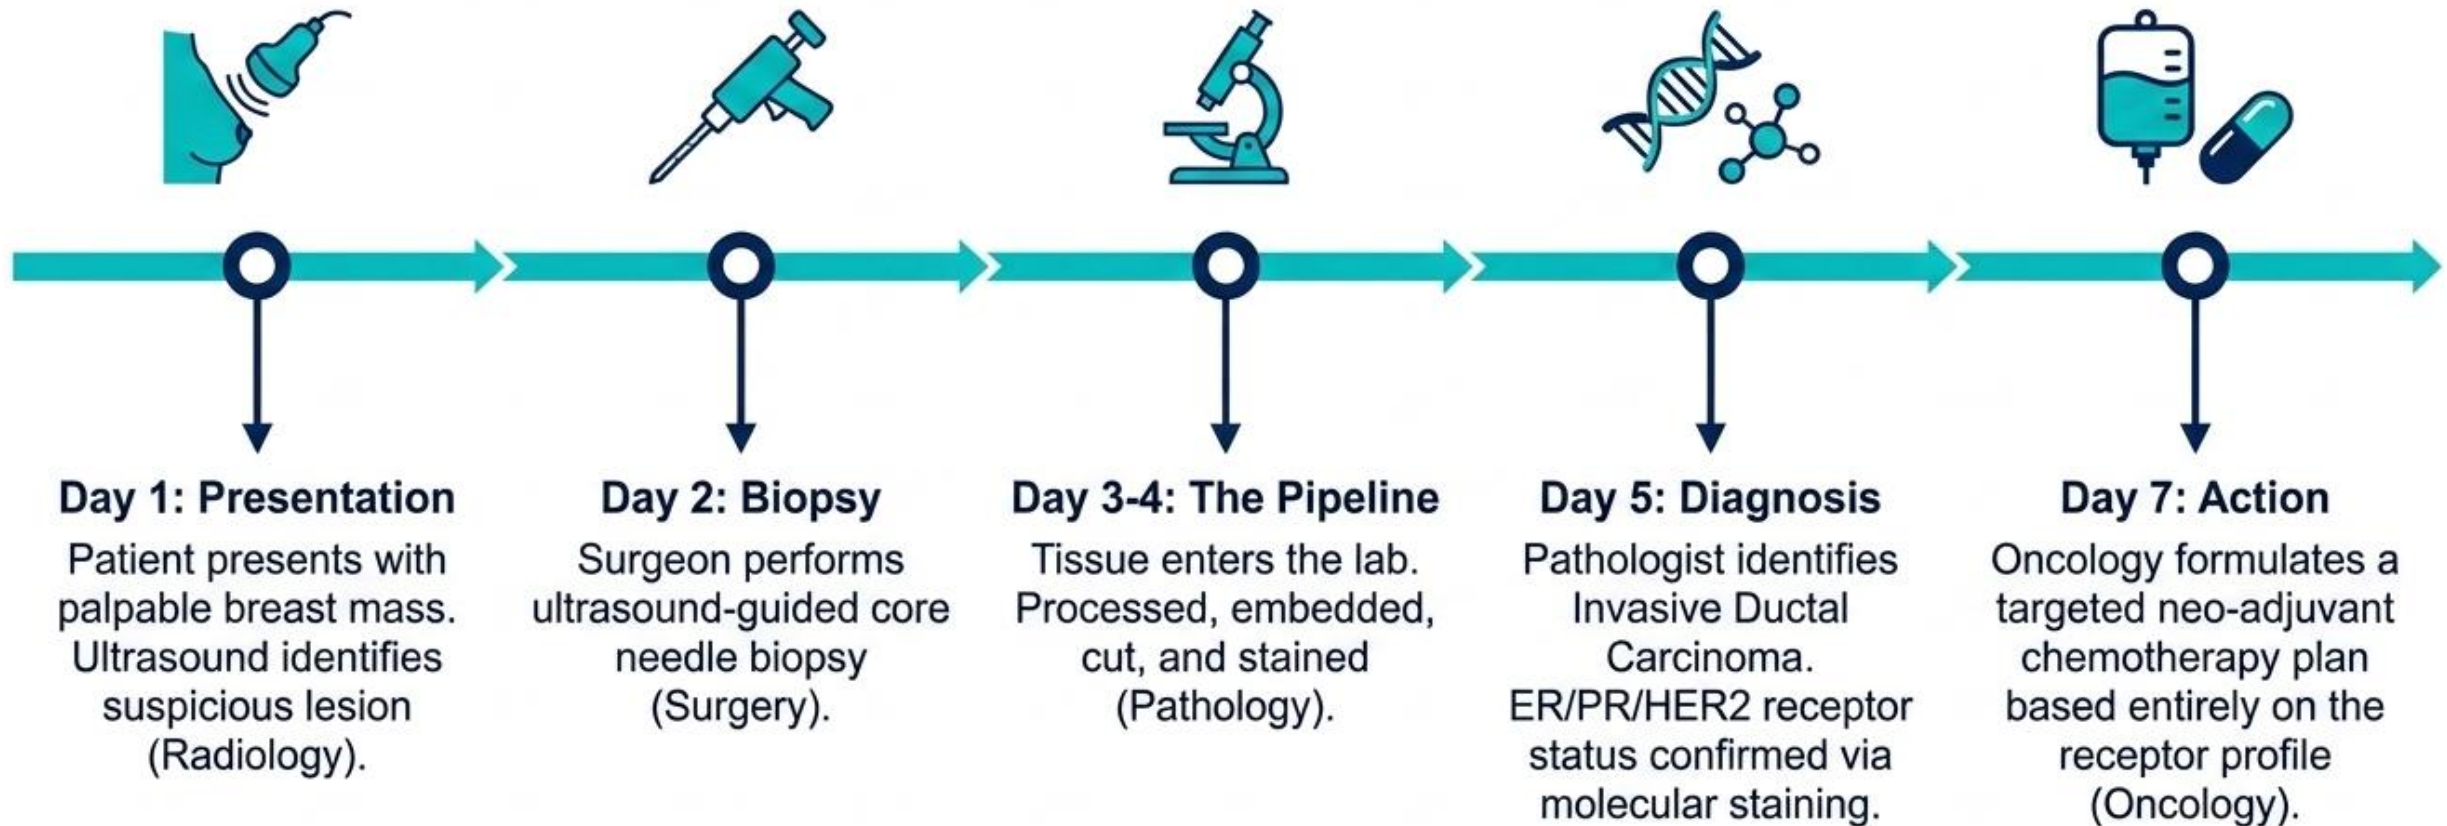 Day 1: Presentation
Patient presents with
palpable breast mass.
Ultrasound identifies
suspicious lesion
(Radiology).
Day 2: Biopsy
Surgeon performs
ultrasound-guided core
needle biopsy
(Surgery).
Day 3-4: The Pipeline
Tissue enters the lab.
Processed, embedded,
cut, and stained
(Pathology).
Day 5: Diagnosis
Pathologist identifies
Invasive Ductal
Carcinoma.
ER/PR/HER2 receptor
status confirmed via
molecular staining.
Day 7: Action
Oncology formulates a
targeted neo-adjuvant
chemotherapy plan
based entirely on the
receptor profile
(Oncology).